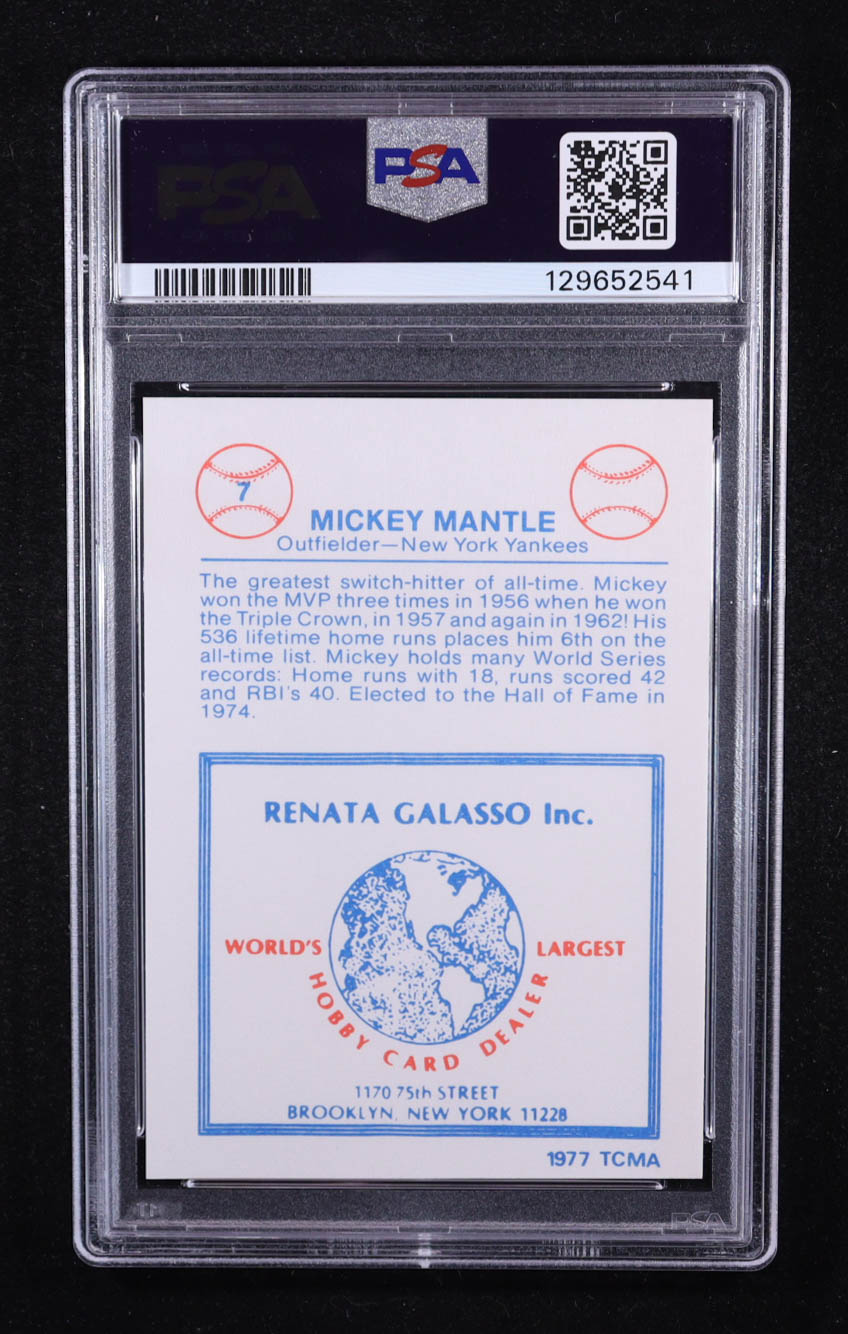 PSA
PSA
129652541
7
MICKEY MANTLE
Outfielder—New York Yankees
The greatest switch-hitter of all-time. Mickey
won the MVP three times in 1956 when he won
the Triple Crown, in 1957 and again in 1962! His
536 lifetime home runs places him 6th on the
all-time list. Mickey holds many World Series
records: Home runs with 18, runs scored 42
and RBI's 40. Elected to the Hall of Fame in
1974.
RENATA GALASSO Inc.
WORLD'S LARGEST
HOBBY CARD DEALER
1170 75th STREET
BROOKLYN, NEW YORK 11228
1977 TCMA
PSA